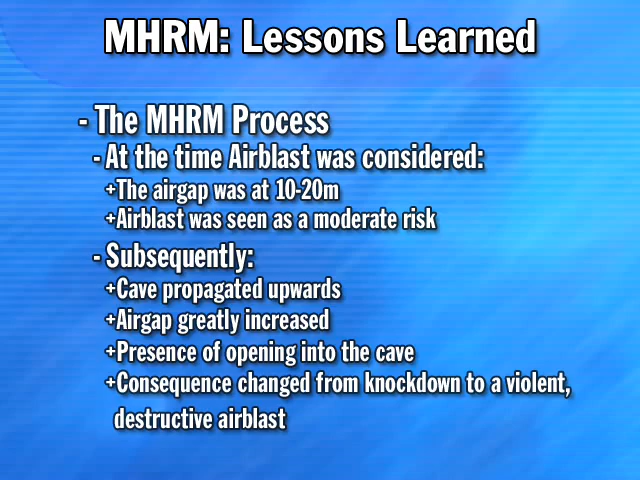 MHRM: Lessons Learned
- The MHRM Process
- At the time Airblast was considered:
+The airgap was at 10-20m
+Airblast was seen as a moderate risk
- Subsequently:
+Cave propagated upwards
+Airgap greatly increased
+Presence of opening into the cave
+Consequence changed from knockdown to a violent,
destructive airblast